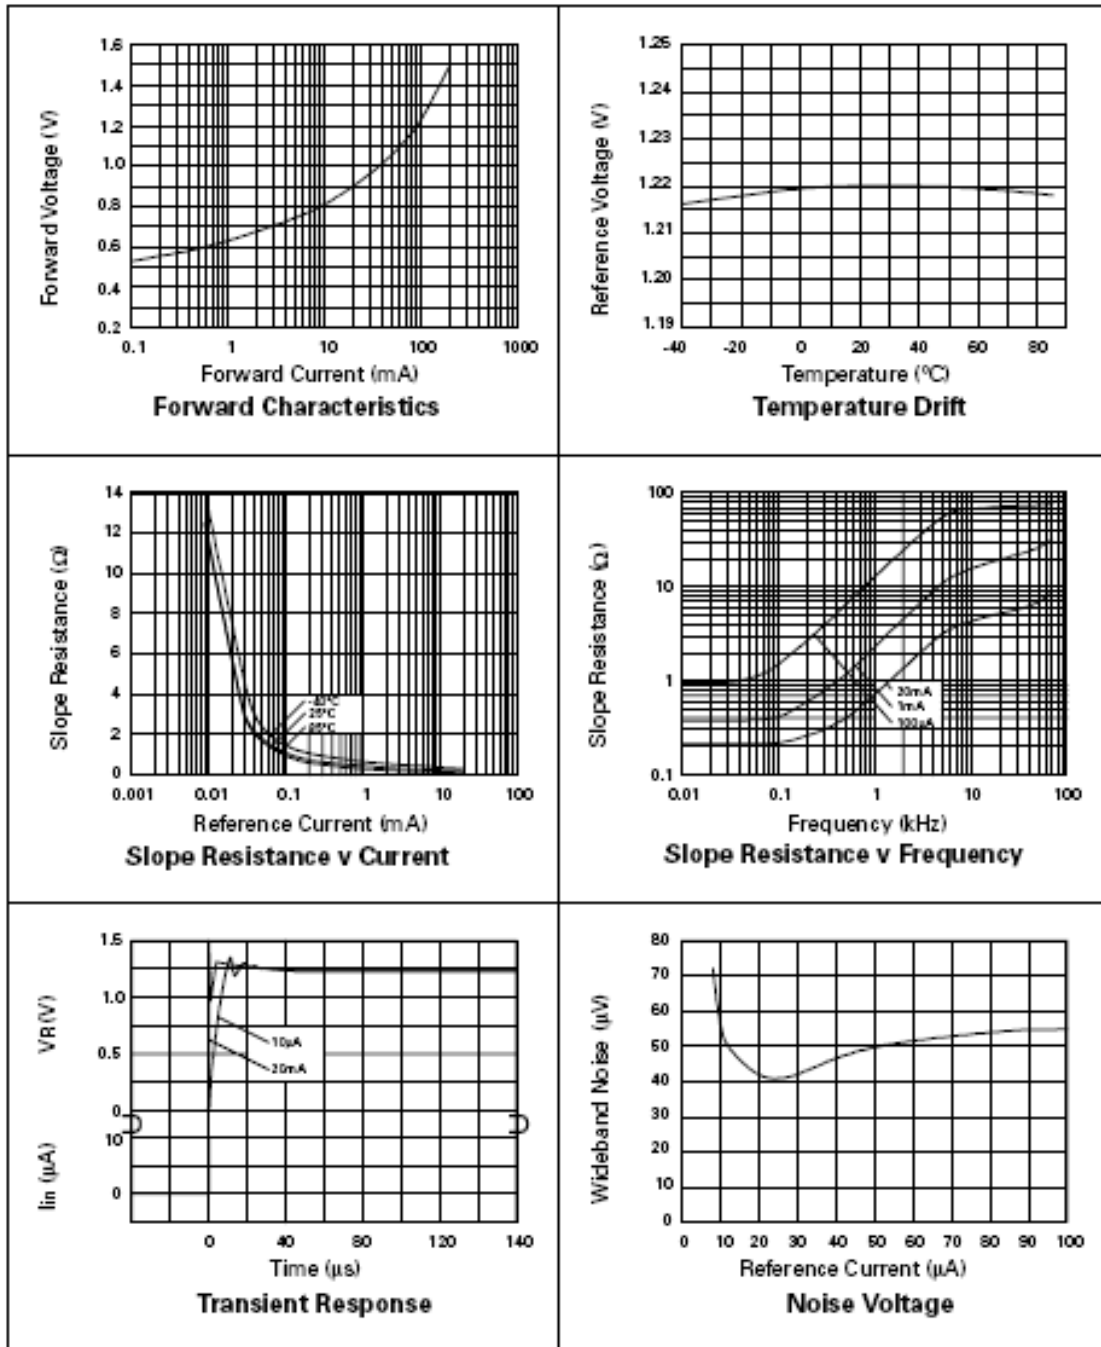 1.6
1.4
1.2
1.0
0.8
0.6
0.4
0.2
Forward Voltage (V)
0.1 1 10 100 1000
Forward Current (mA)
Forward Characteristics
1.25
1.24
1.23
1.22
1.21
1.20
1.19
Reference Voltage (V)
-40 -20 0 20 40 60 80
Temperature (ºC)
Temperature Drift
14
12
10
8
6
4
2
0
Slope Resistance (Ω)
-40ºC
25ºC
85ºC
0.001 0.01 0.1 1 10 100
Reference Current (mA)
Slope Resistance v Current
100
10
1
0.1
Slope Resistance (Ω)
20mA
1mA
100µA
0.01 0.1 1 10 100
Frequency (kHz)
Slope Resistance v Frequency
1.5
1.0
0.5
0
VR (V)
10µA
20mA
10
0
Iin (µA)
0 40 80 120 140
Time (µs)
Transient Response
80
70
60
50
40
30
20
10
0
Wideband Noise (µV)
0 10 20 30 40 50 60 70 80 90 100
Reference Current (µA)
Noise Voltage